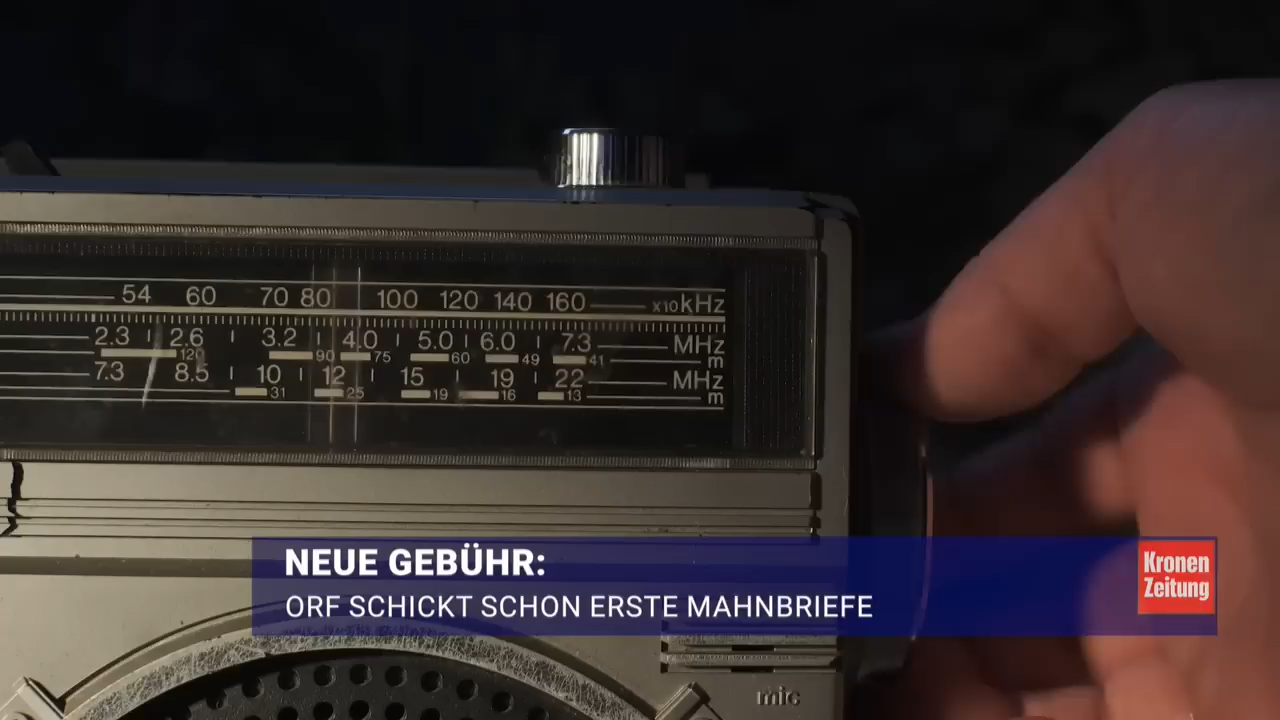 54 60 70 80 100 120 140 160 x10kHz
2.3 2.6 3.2 4.0 5.0 6.0 7.3 MHz
120 90 75 60 49 41 m
7.3 8.5 10 12 15 19 22 MHz
31 25 19 16 13 m
NEUE GEBÜHR:
ORF SCHICKT SCHON ERSTE MAHNBRIEFE
Kronen
Zeitung
mic